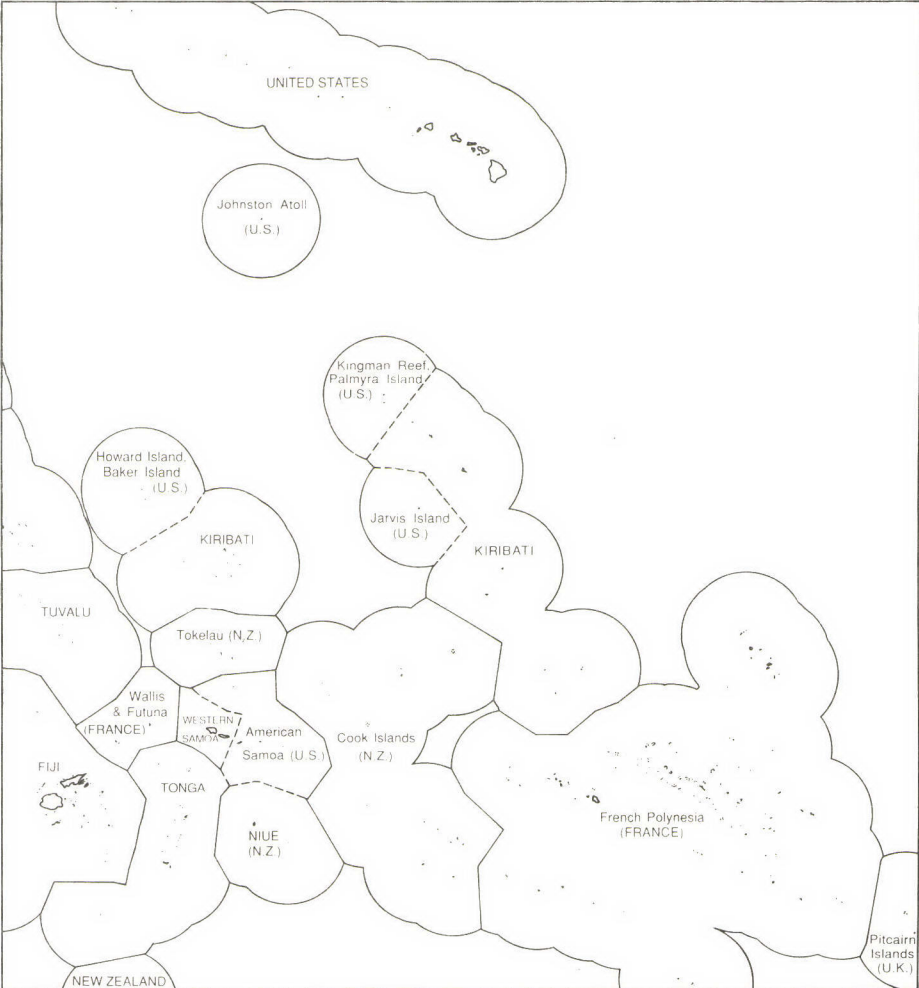 UNITED STATES
Johnston Atoll
(U.S.)
Kingman Reef,
Palmyra Island
(U.S.)
Howard Island,
Baker Island
(U.S.)
KIRIBATI
Jarvis Island
(U.S.)
KIRIBATI
TUVALU
Tokelau (N.Z.)
Wallis
& Futuna
(FRANCE)
WESTERN
SAMOA
American
Samoa (U.S.)
Cook Islands
(N.Z.)
FIJI
TONGA
NIUE
(N.Z.)
French Polynesia
(FRANCE)
Pitcairn
Islands
(U.K.)
NEW ZEALAND